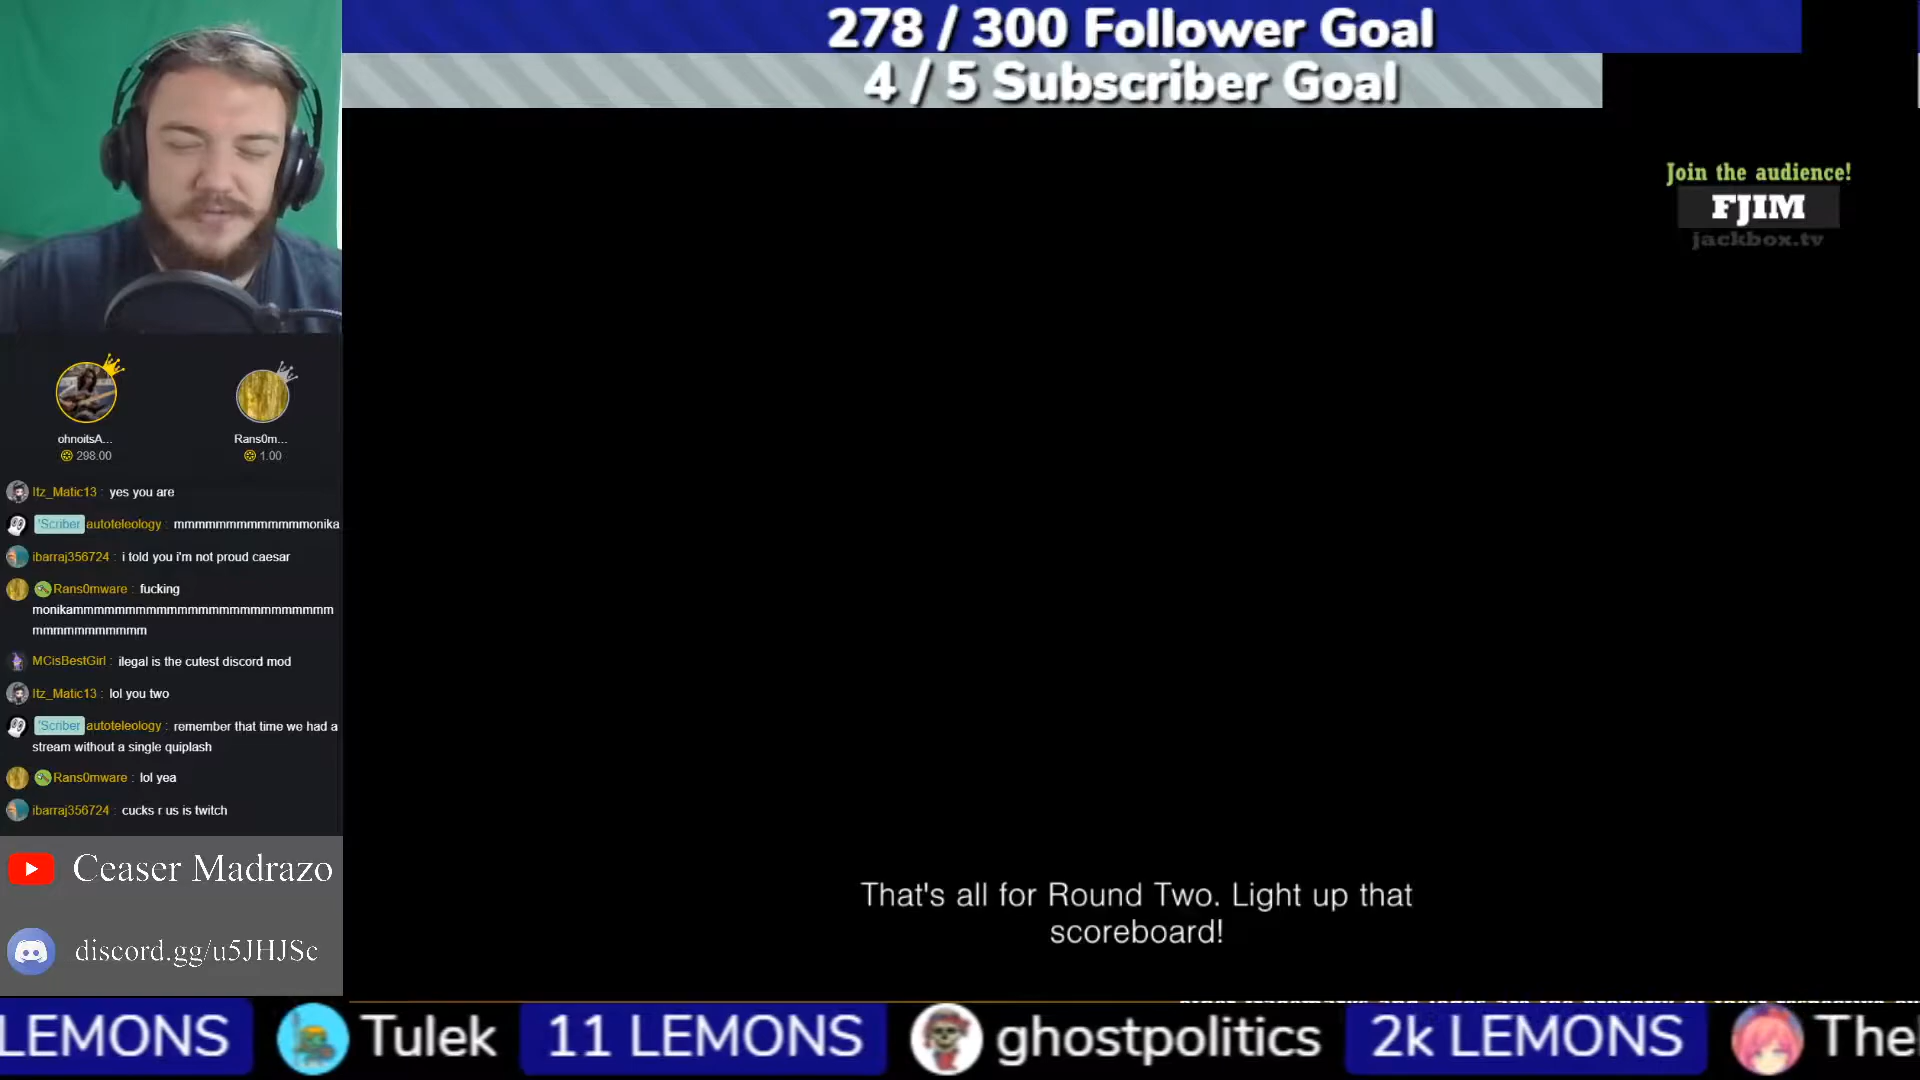 278 / 300 Follower Goal
4 / 5 Subscriber Goal
Join the audience!
FJIM
jackbox.tv
ohnoitsA...
298.00
Rans0m...
1.00
Itz_Matic13 : yes you are
'Scriber autoteleology : mmmmmmmmmmmmmonika
ibarraj356724 : i told you i'm not proud caesar
Rans0mware : fucking
monikammmmmmmmmmmmmmmmmmmmmmmmm
mmmmmmmmmmm
MCisBestGirl : ilegal is the cutest discord mod
Itz_Matic13 : lol you two
'Scriber autoteleology : remember that time we had a
stream without a single quiplash
Rans0mware : lol yea
ibarraj356724 : cucks r us is twitch
Ceaser Madrazo
discord.gg/u5JHJSc
That's all for Round Two. Light up that
scoreboard!
LEMONS Tulek 11 LEMONS ghostpolitics 2k LEMONS The